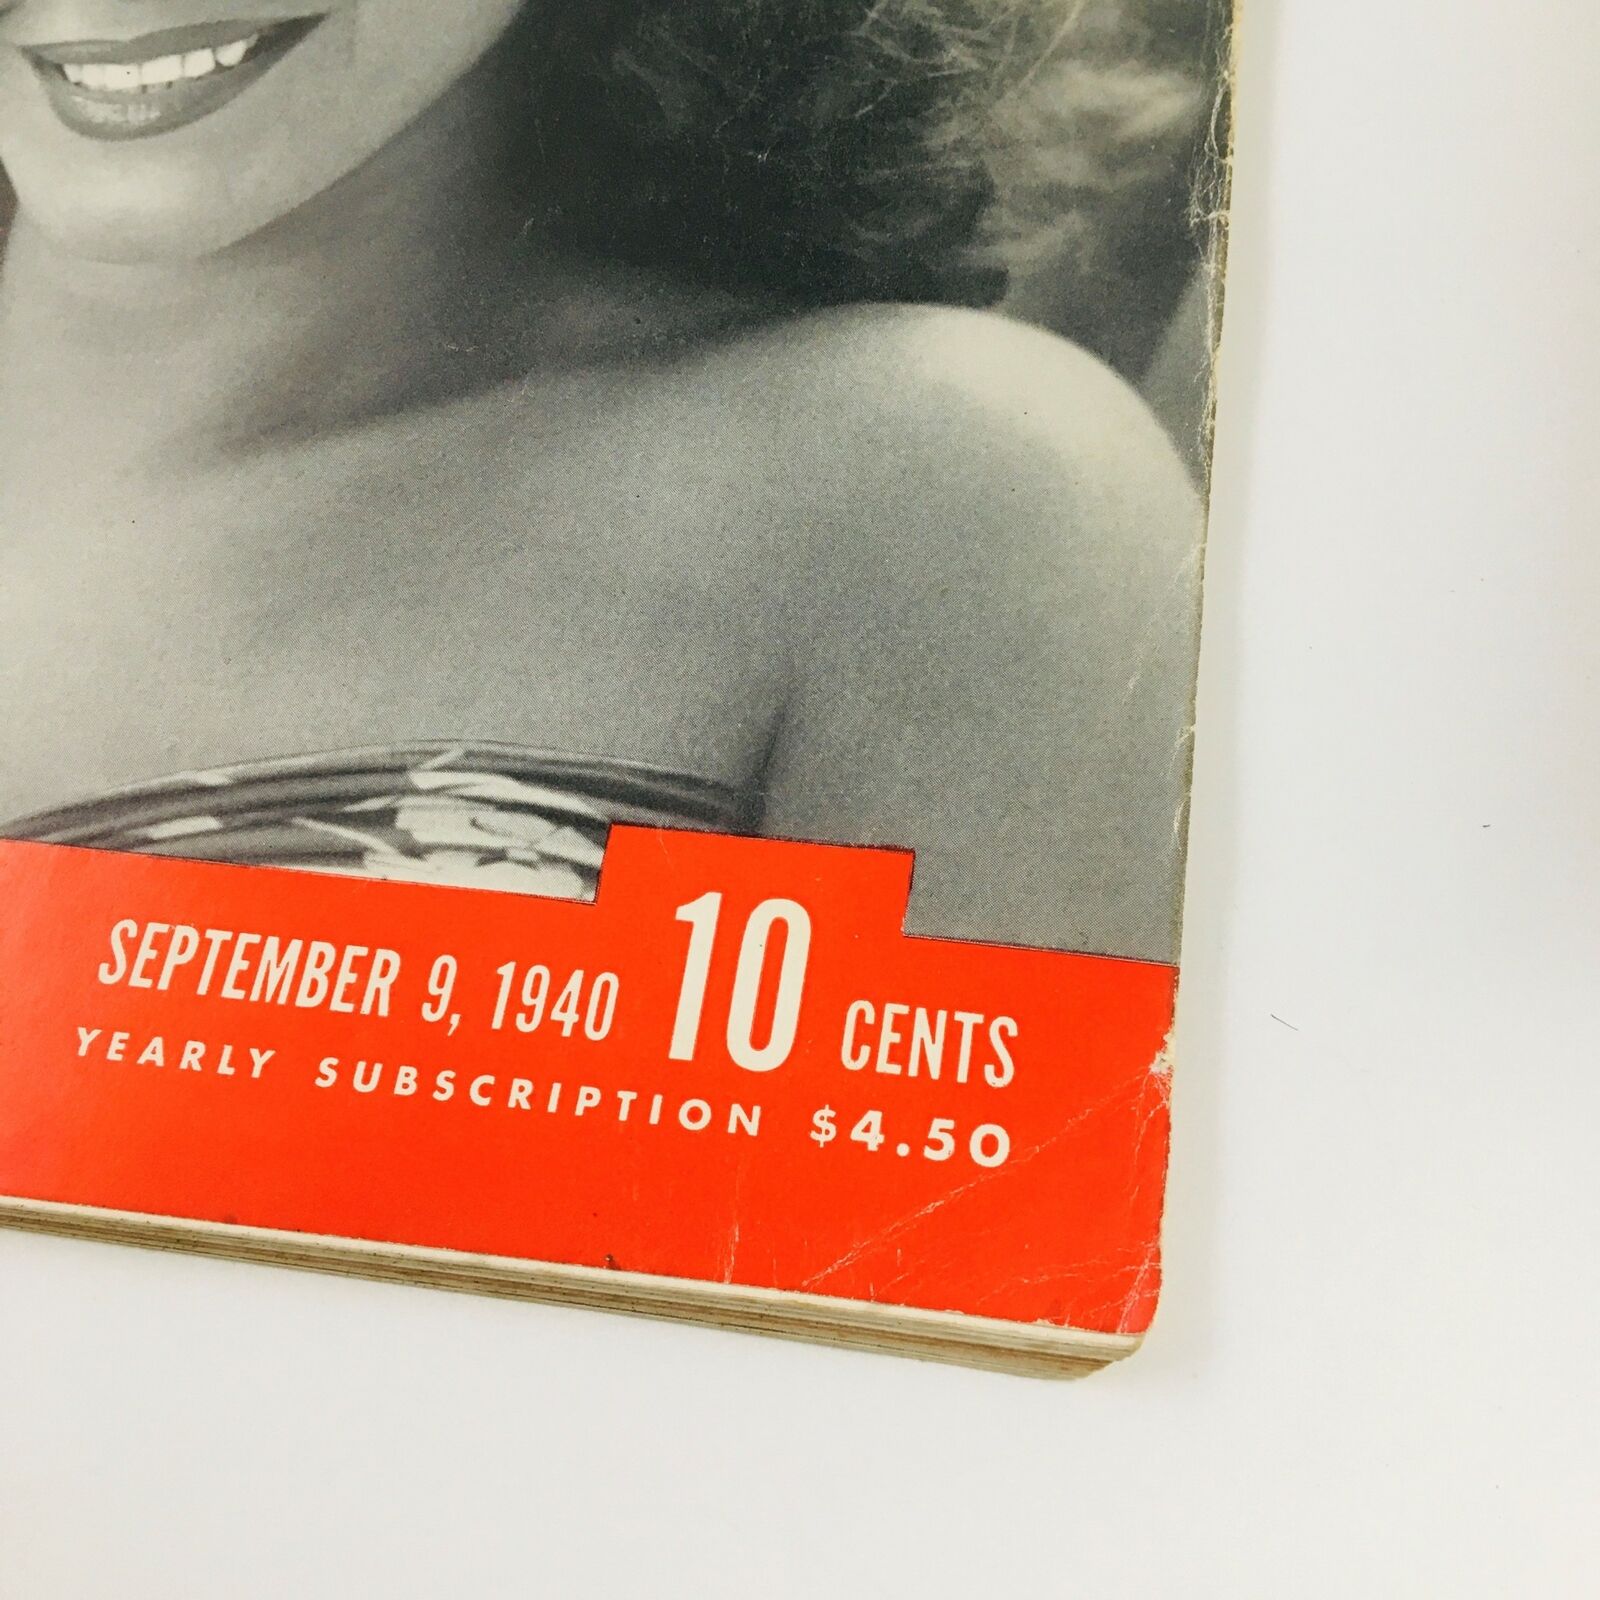 SEPTEMBER 9, 1940 10 CENTS
YEARLY SUBSCRIPTION $4.50